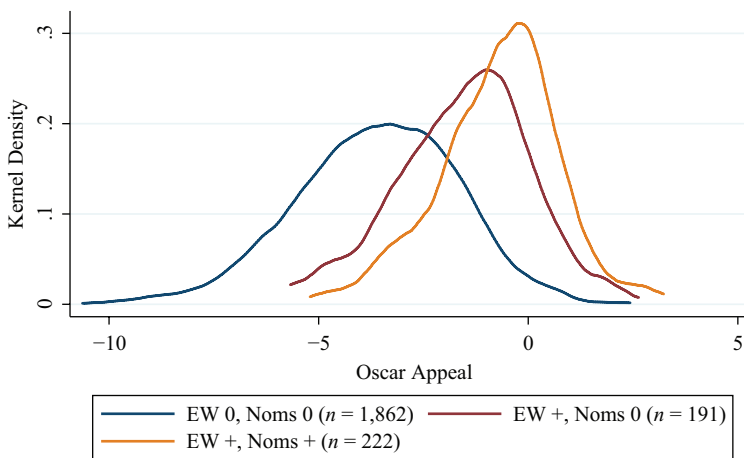 .3
.2
.1
0
Kernel Density
−10 −5 0 5
Oscar Appeal
EW 0, Noms 0 (n = 1,862) EW +, Noms 0 (n = 191)
EW +, Noms + (n = 222)